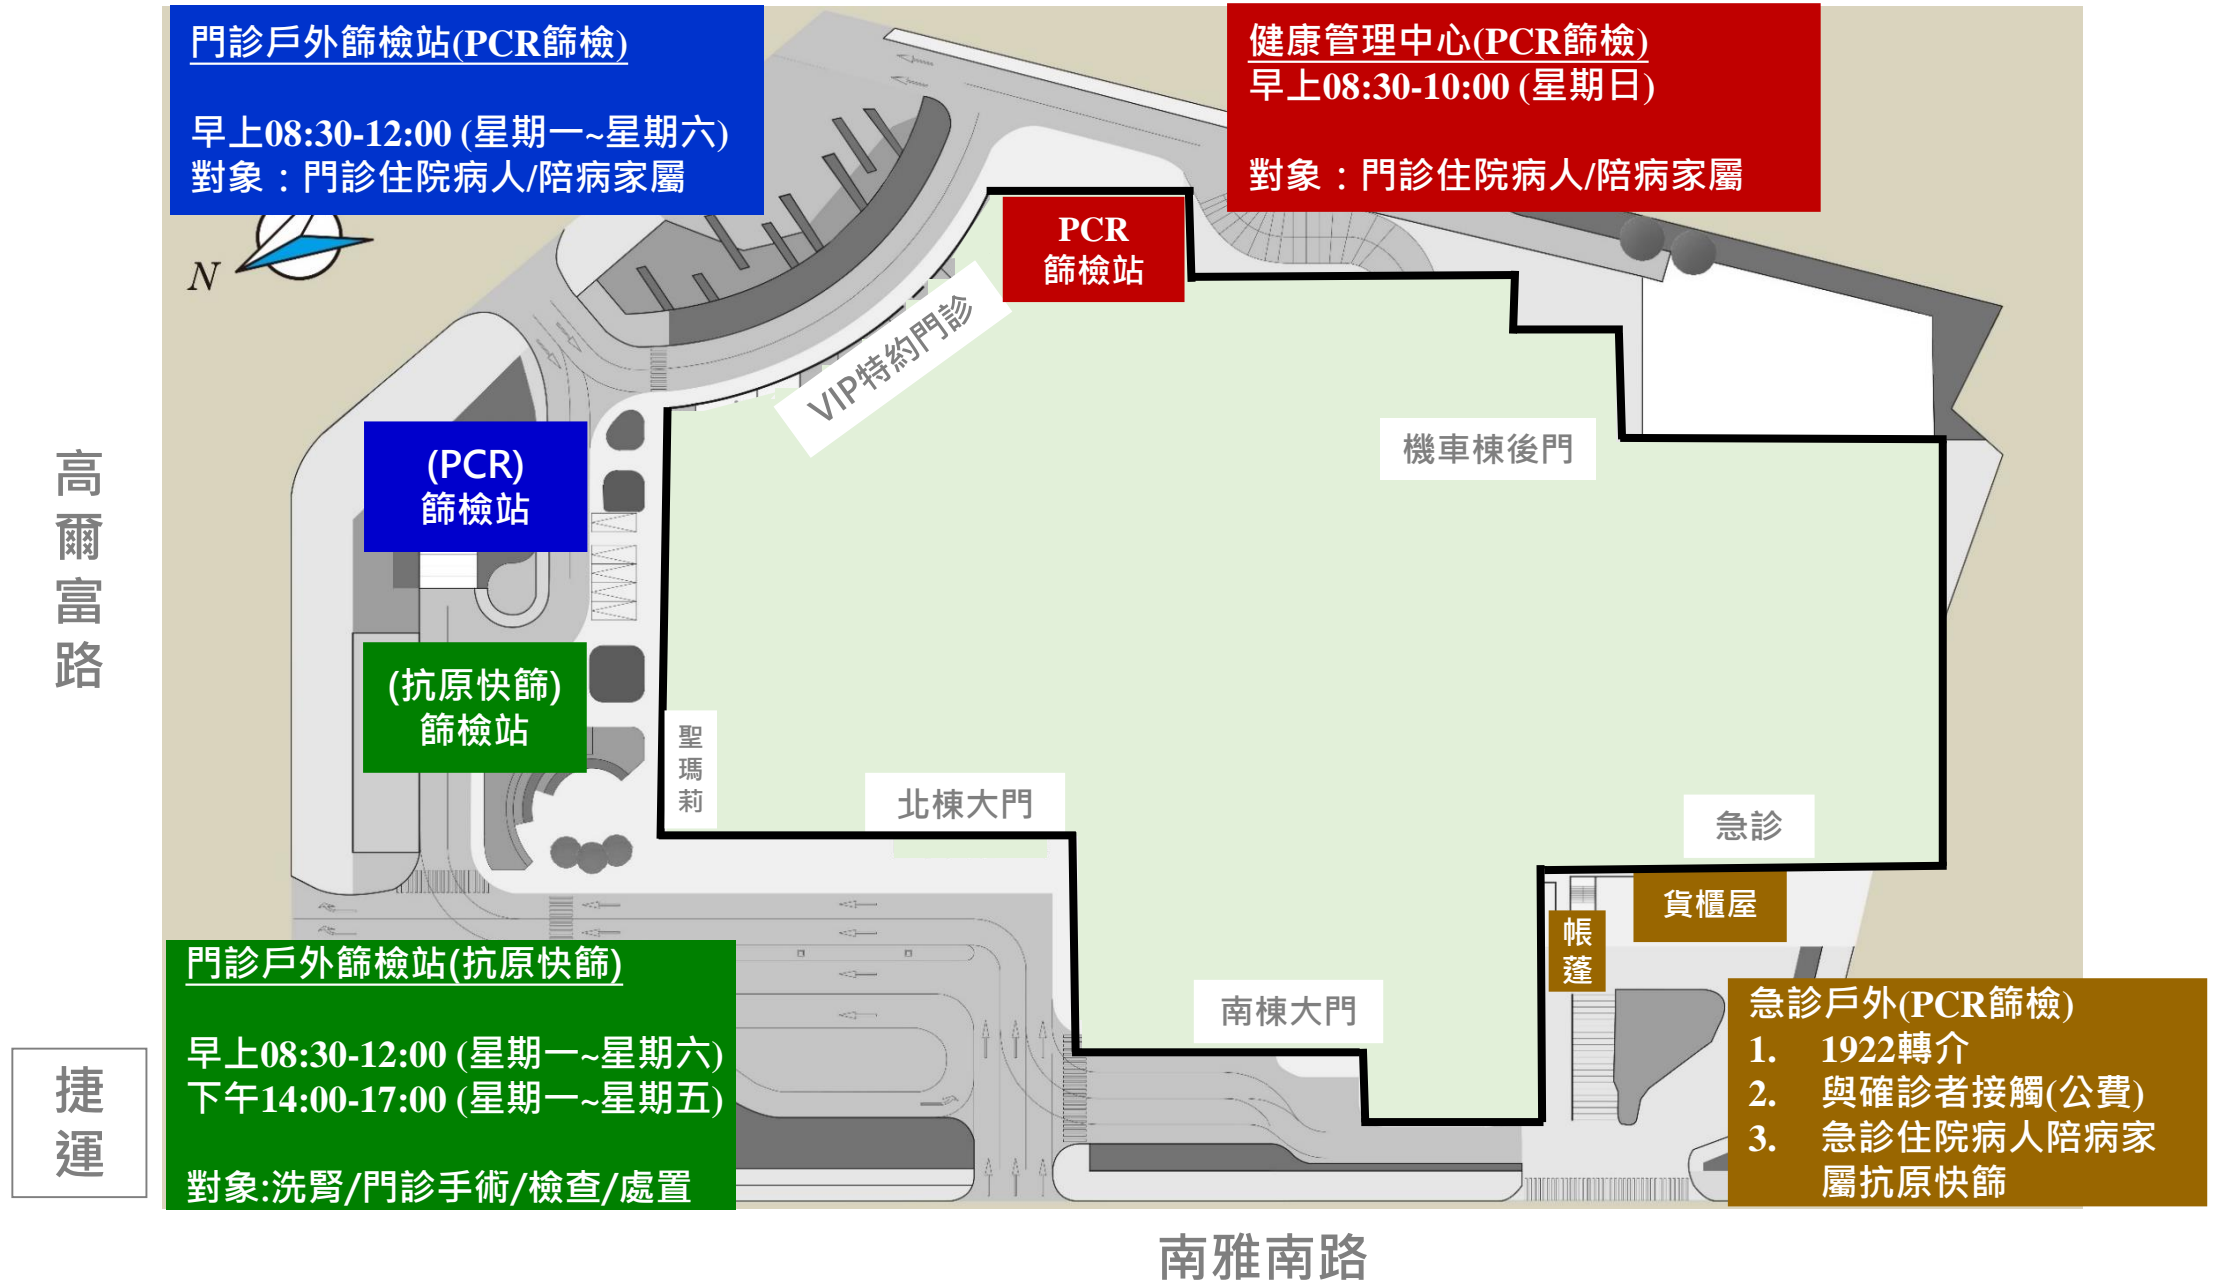 門診戶外篩檢站(PCR篩檢)
早上08:30-12:00 (星期一~星期六)
對象：門診住院病人/陪病家屬
健康管理中心(PCR篩檢)
早上08:30-10:00 (星期日)
對象：門診住院病人/陪病家屬
N
PCR
篩檢站
VIP特約門診
機車棟後門
(PCR)
篩檢站
高爾富路
(抗原快篩)
篩檢站
聖瑪莉
北棟大門
急診
貨櫃屋
帳蓬
南棟大門
門診戶外篩檢站(抗原快篩)
早上08:30-12:00 (星期一~星期六)
下午14:00-17:00 (星期一~星期五)
對象:洗腎/門診手術/檢查/處置
急診戶外(PCR篩檢)
1. 1922轉介
2. 與確診者接觸(公費)
3. 急診住院病人陪病家
屬抗原快篩
捷運
南雅南路